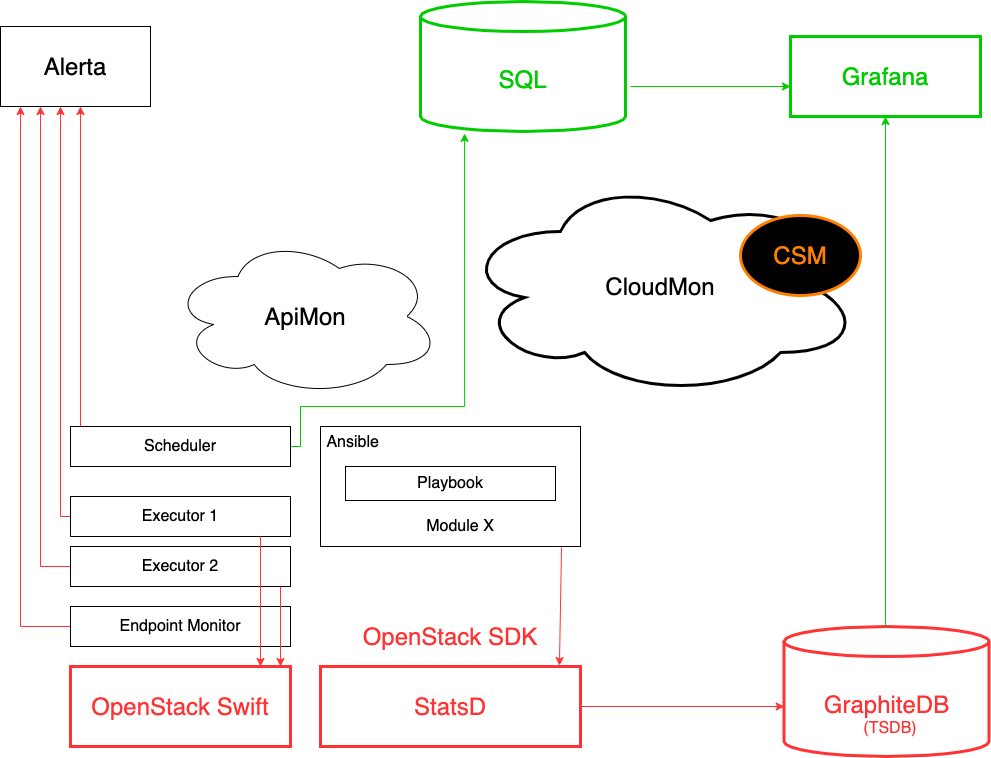 Alerta
SQL
Grafana
CSM
CloudMon
ApiMon
Scheduler
Ansible
Playbook
Executor 1
Module X
Executor 2
Endpoint Monitor
OpenStack SDK
OpenStack Swift
StatsD
GraphiteDB
(TSDB)